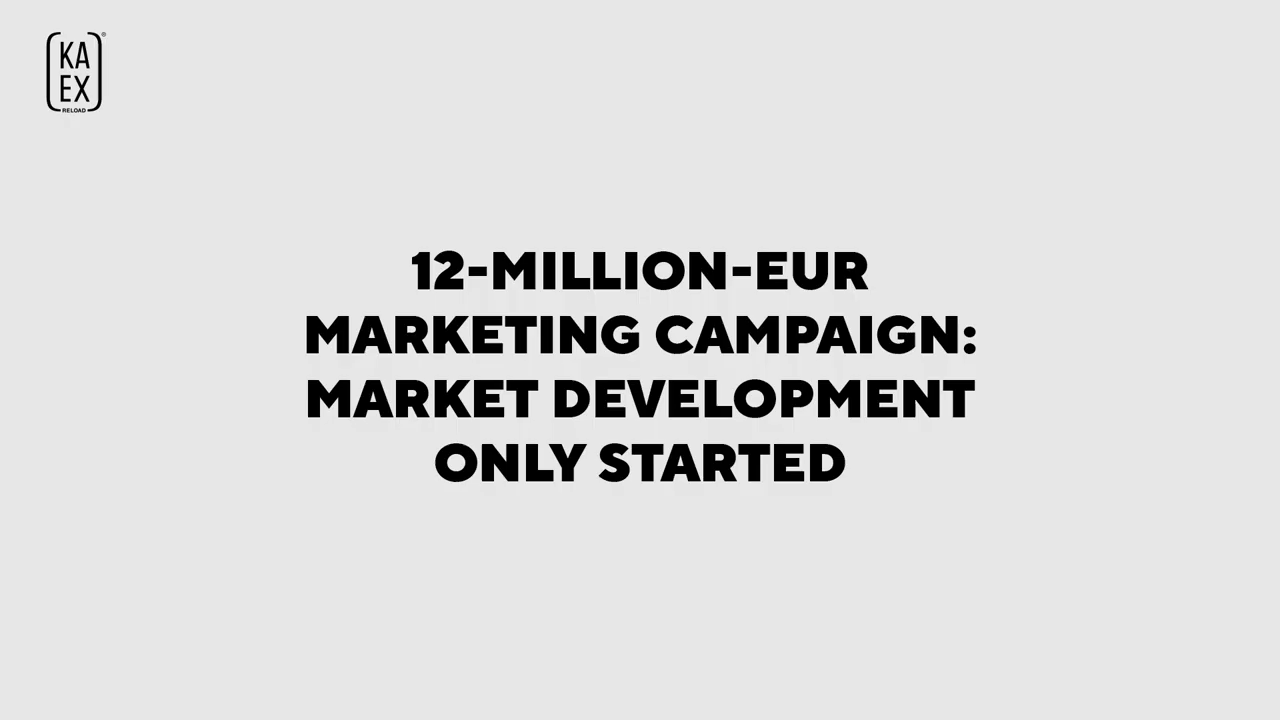 KA
EX
RELOAD
®
12-MILLION-EUR
MARKETING CAMPAIGN:
MARKET DEVELOPMENT
ONLY STARTED